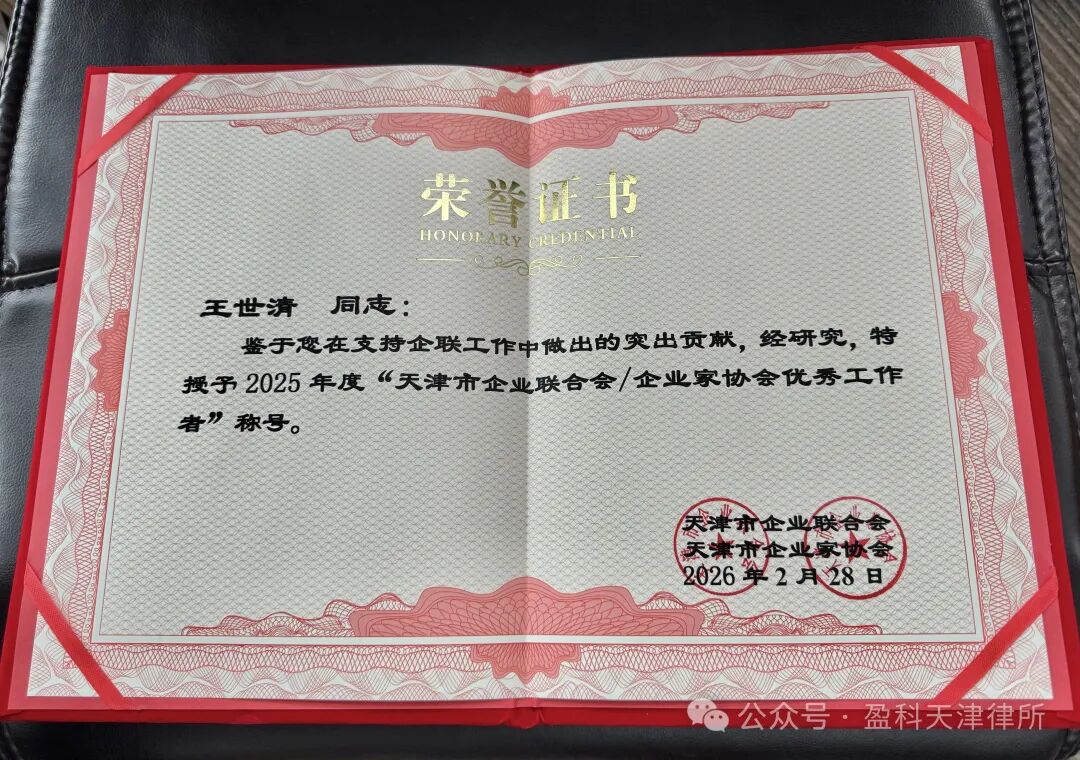 荣誉证书
HONORARY CREDENTIAL
王世清 同志：
鉴于您在支持企联工作中做出的突出贡献，经研究，特
授予2025年度“天津市企业联合会/企业家协会优秀工作
者”称号。
天津市企业联合会
天津市企业家协会
2026年2月28日
公众号·盈科天津律所